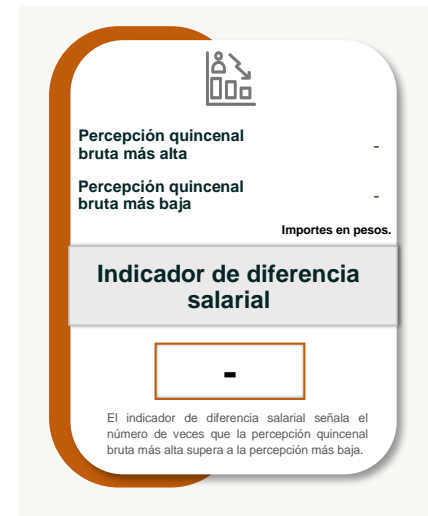 Percepción quincenal
bruta más alta
-
Percepción quincenal
bruta más baja
-
Importes en pesos.
Indicador de diferencia
salarial
-
El indicador de diferencia salarial señala el
número de veces que la percepción quincenal
bruta más alta supera a la percepción más baja.